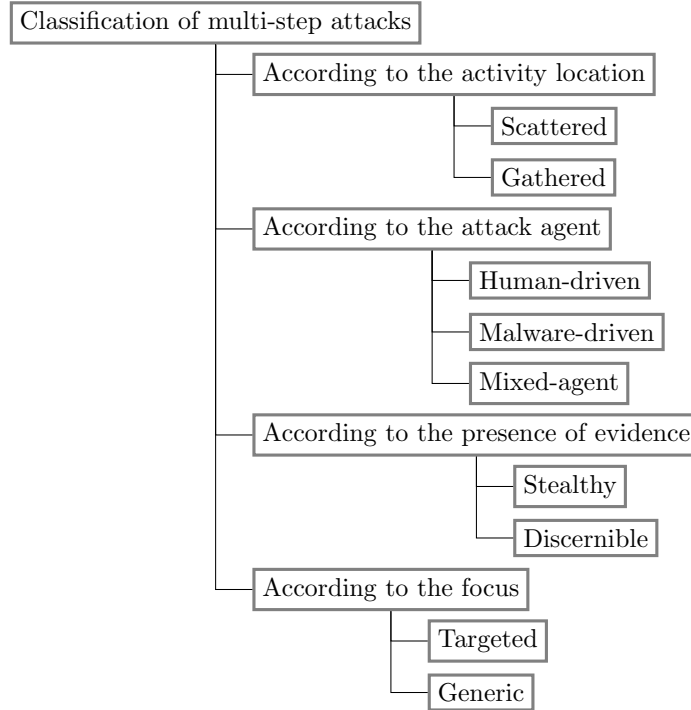 Classification of multi-step attacks
According to the activity location
Scattered
Gathered
According to the attack agent
Human-driven
Malware-driven
Mixed-agent
According to the presence of evidence
Stealthy
Discernible
According to the focus
Targeted
Generic